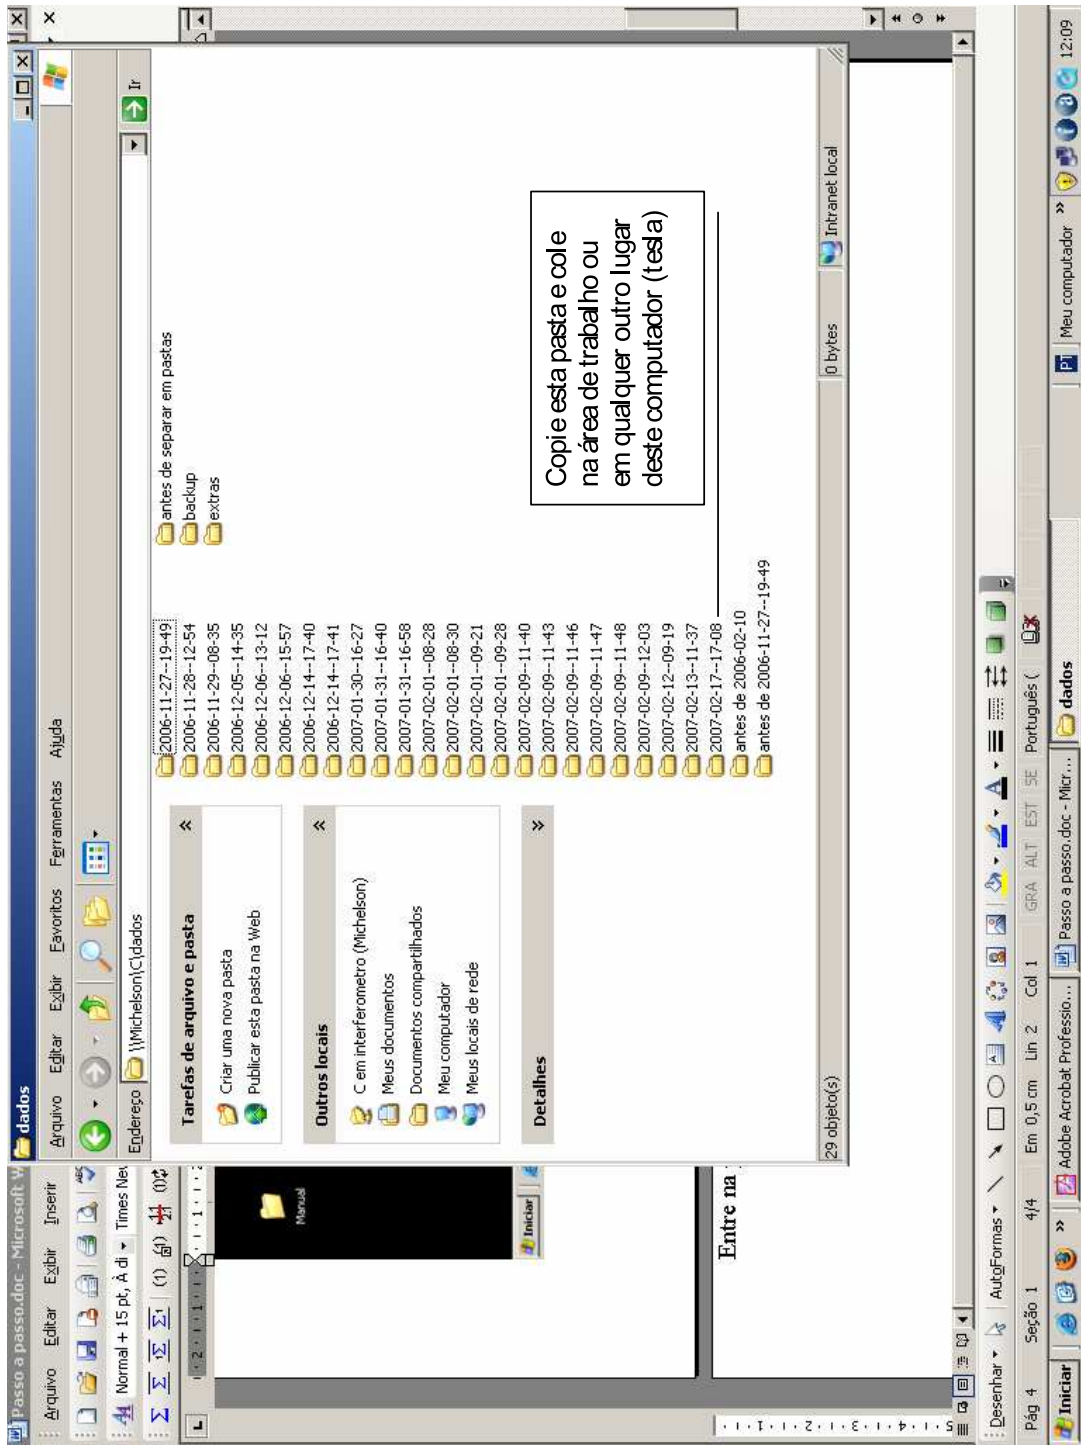 Passo a passo.doc - Microsoft W
Arquivo Editar Exibir Inserir
Normal + 15 pt, À di Times Nev
dados
Arquivo Editar Exibir Favoritos Ferramentas Ajuda
Endereço \\Michelson\C\dados Ir
Tarefas de arquivo e pasta
Criar uma nova pasta
Publicar esta pasta na Web
Outros locais
C em interferometro (Michelson)
Meus documentos
Documentos compartilhados
Meu computador
Meus locais de rede
Detalhes
2006-11-27--19-49
2006-11-28--12-54
2006-11-29--08-35
2006-12-05--14-35
2006-12-06--13-12
2006-12-06--15-57
2006-12-14--17-40
2006-12-14--17-41
2007-01-30--16-27
2007-01-31--16-40
2007-01-31--16-58
2007-02-01--08-28
2007-02-01--08-30
2007-02-01--09-21
2007-02-01--09-28
2007-02-09--11-40
2007-02-09--11-43
2007-02-09--11-46
2007-02-09--11-47
2007-02-09--11-48
2007-02-09--12-03
2007-02-12--09-19
2007-02-13--11-37
2007-02-17--17-08
antes de 2006-02-10
antes de 2006-11-27--19-49
antes de separar em pastas
backup
extras
Copie esta pasta e cole
na área de trabalho ou
em qualquer outro lugar
deste computador (tesla)
29 objeto(s) 0 bytes Intranet local
Manual
Iniciar
Entre na
Desenhar AutoFormas
Pág 4 Seção 1 4/4 Em 0,5 cm Lin 2 Col 1 GRA ALT EST SE Português (
Iniciar Adobe Acrobat Professio... Passo a passo.doc - Micr... dados PT Meu computador 12:09